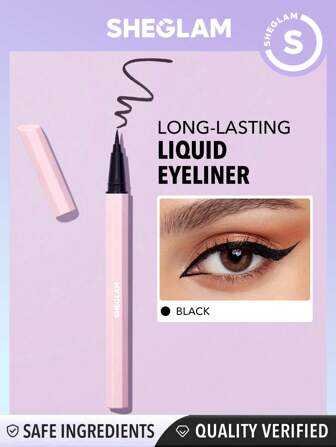 SHEGLAM
SHEGLAM
S
LONG-LASTING
LIQUID
EYELINER
SHEGLAM
BLACK
SAFE INGREDIENTS
QUALITY VERIFIED